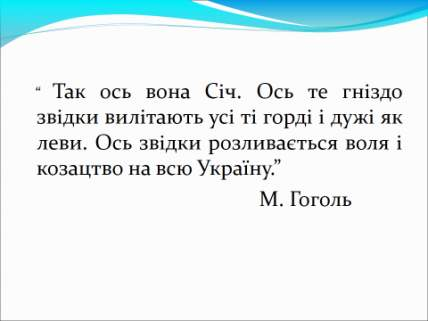 “ Так ось вона Січ. Ось те гніздо
звідки вилітають усі ті горді і дужі як
леви. Ось звідки розливається воля і
козацтво на всю Україну.”
М. Гоголь